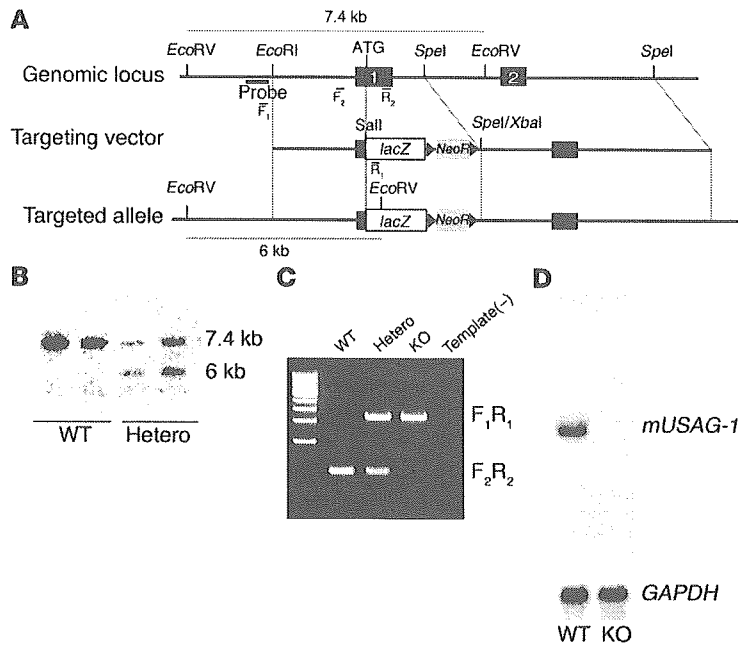 A
7.4 kb
EcoRV
EcoRI
ATG
SpeI
EcoRV
SpeI
Genomic locus
1
2
Probe
F1
F2
R2
SalI
SpeI/XbaI
Targeting vector
lacZ
NeoR
R1
EcoRV
EcoRV
Targeted allele
lacZ
NeoR
6 kb
B
7.4 kb
6 kb
WT
Hetero
C
WT
Hetero
KO
Template(-)
F1R1
F2R2
D
mUSAG-1
GAPDH
WT KO